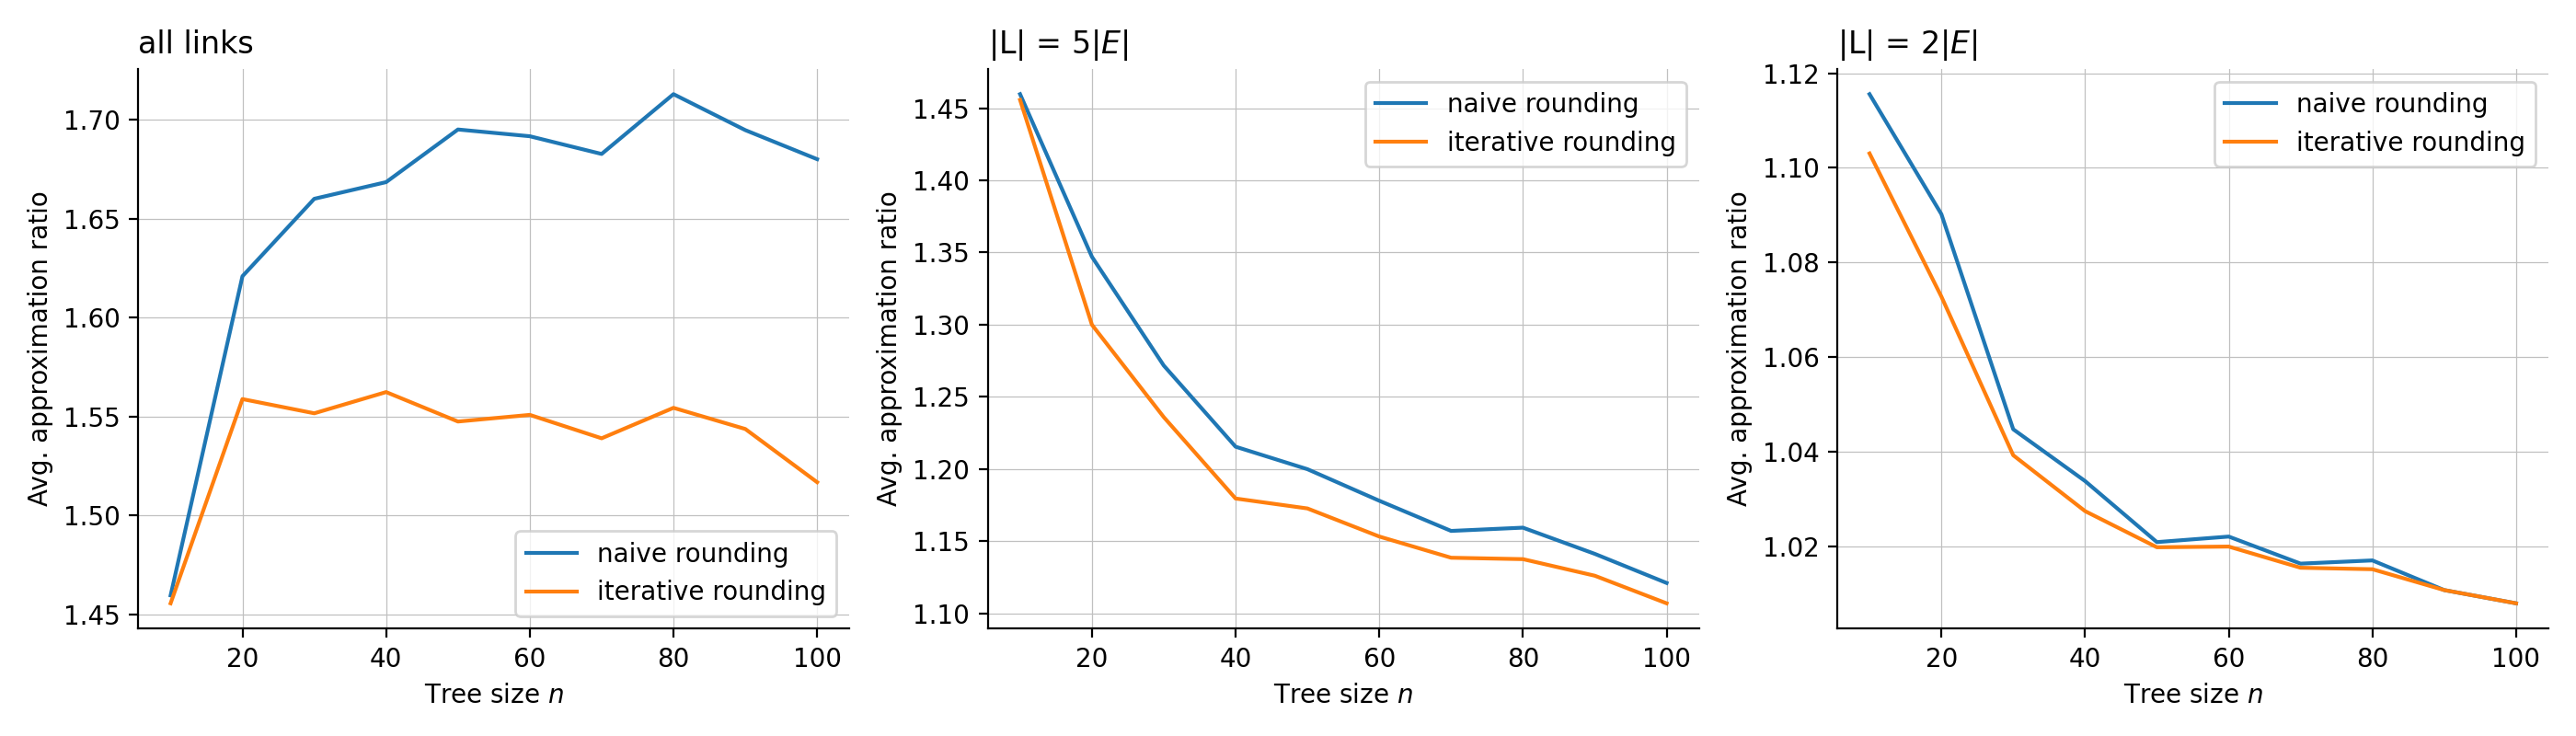 all links
Avg. approximation ratio
1.70
1.65
1.60
1.55
1.50
1.45
naive rounding
iterative rounding
20 40 60 80 100
Tree size n
|L| = 5|E|
Avg. approximation ratio
1.45
1.40
1.35
1.30
1.25
1.20
1.15
1.10
naive rounding
iterative rounding
20 40 60 80 100
Tree size n
|L| = 2|E|
Avg. approximation ratio
1.12
1.10
1.08
1.06
1.04
1.02
naive rounding
iterative rounding
20 40 60 80 100
Tree size n